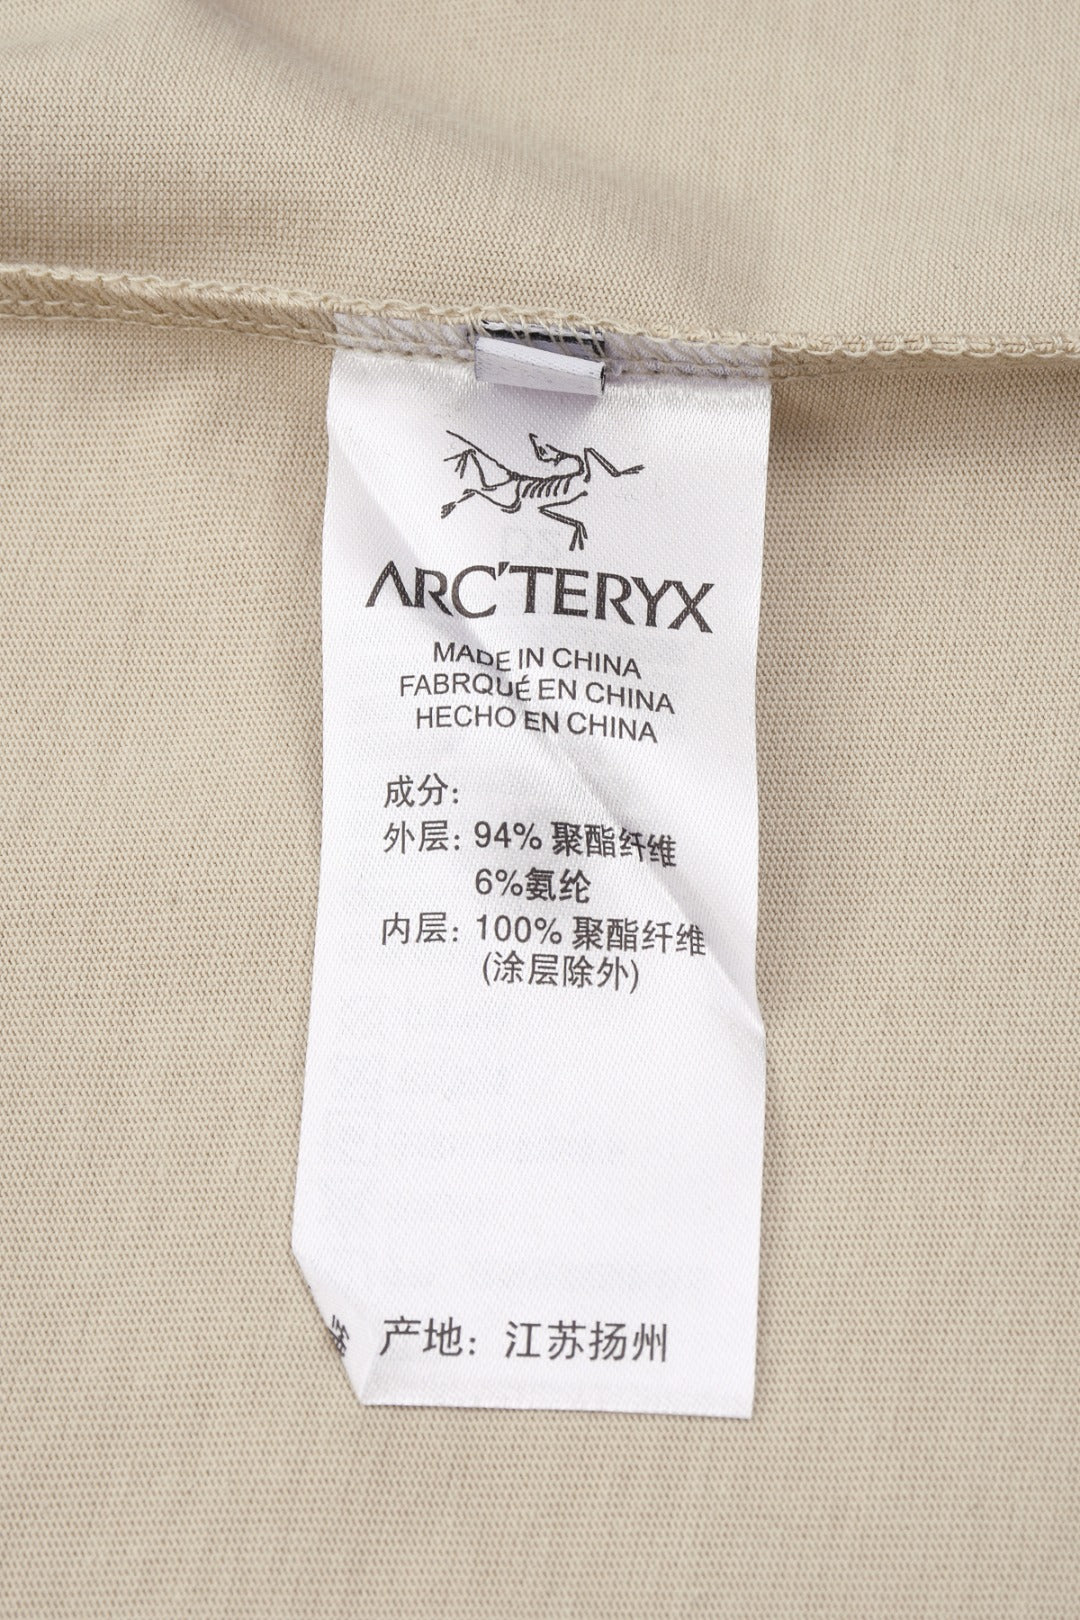 ARC'TERYX
MADE IN CHINA
FABRQUÉ EN CHINA
HECHO EN CHINA
成分:
外层: 94% 聚酯纤维
6%氨纶
内层: 100% 聚酯纤维
(涂层除外)
产地: 江苏扬州